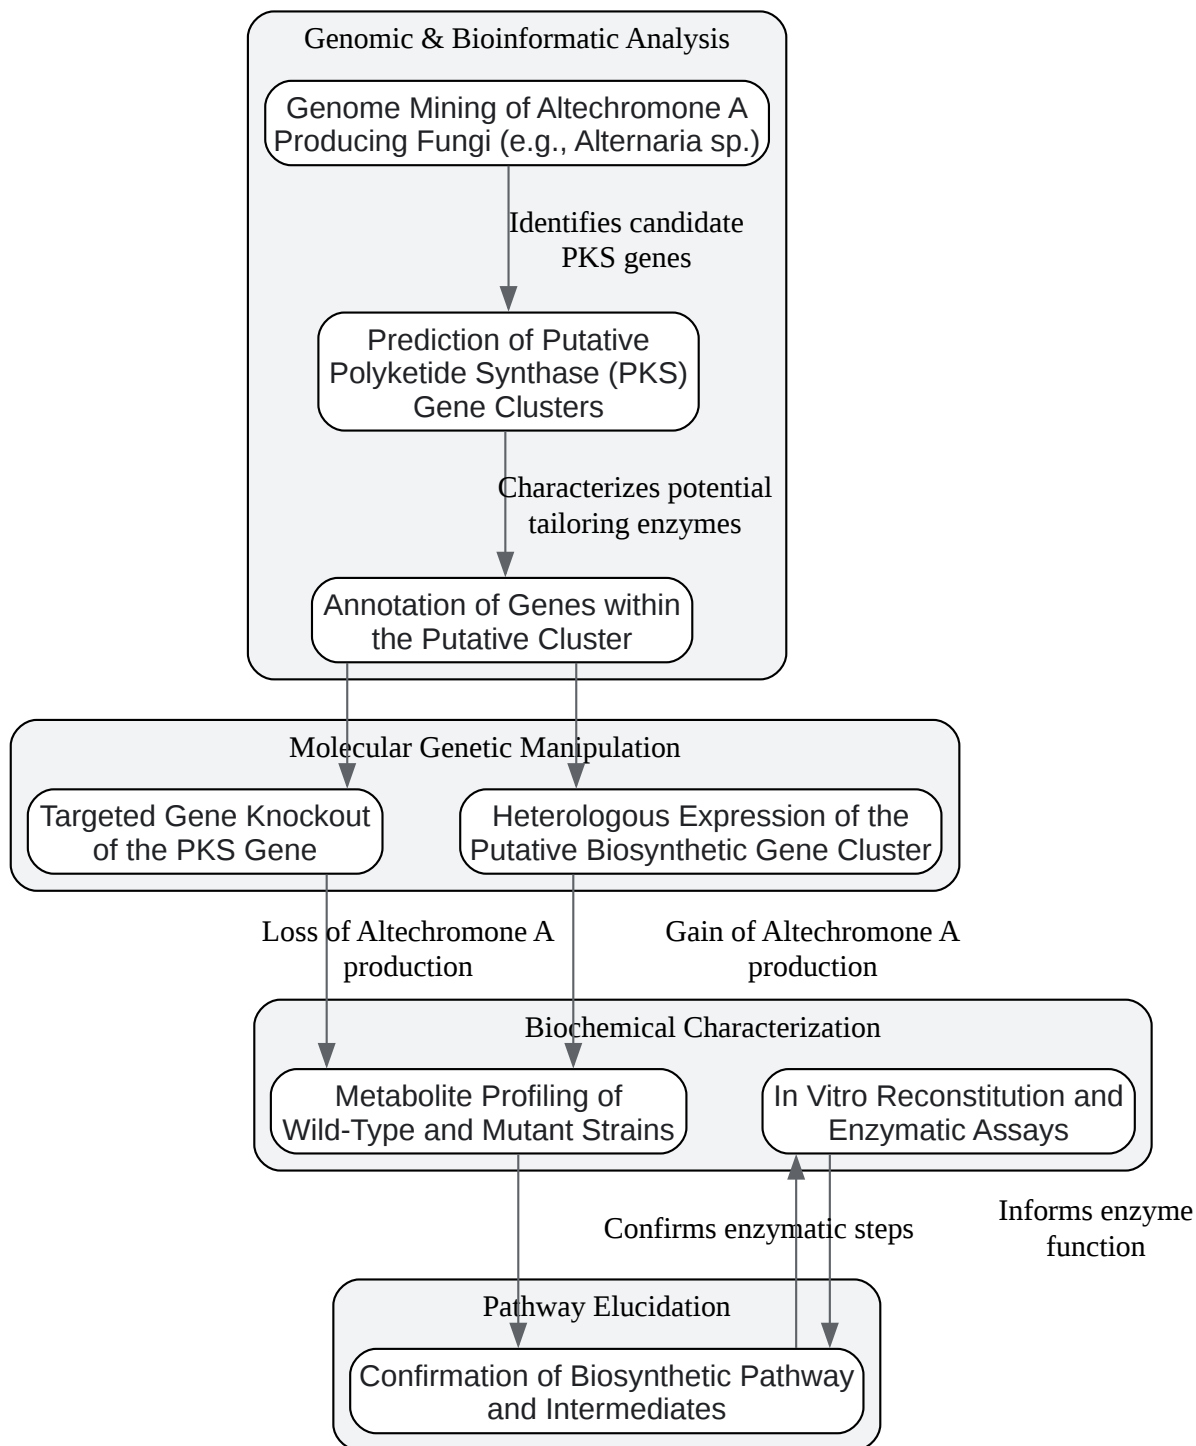 Genomic & Bioinformatic Analysis
Genome Mining of Altechromone A
Producing Fungi (e.g., Alternaria sp.)
Identifies candidate
PKS genes
Prediction of Putative
Polyketide Synthase (PKS)
Gene Clusters
Characterizes potential
tailoring enzymes
Annotation of Genes within
the Putative Cluster
Molecular Genetic Manipulation
Targeted Gene Knockout
of the PKS Gene
Heterologous Expression of the
Putative Biosynthetic Gene Cluster
Loss of Altechromone A
production
Gain of Altechromone A
production
Biochemical Characterization
Metabolite Profiling of
Wild-Type and Mutant Strains
In Vitro Reconstitution and
Enzymatic Assays
Confirms enzymatic steps
Informs enzyme
function
Pathway Elucidation
Confirmation of Biosynthetic Pathway
and Intermediates